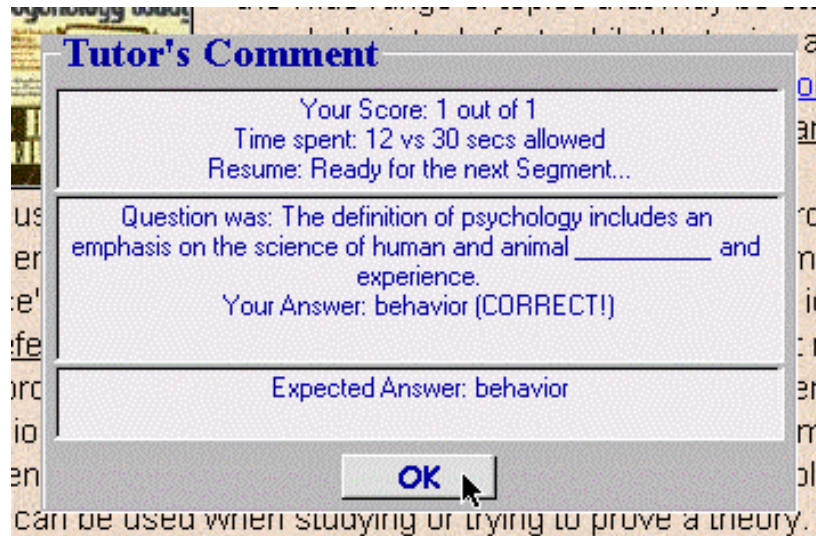 Tutor's Comment
Your Score: 1 out of 1
Time spent: 12 vs 30 secs allowed
Resume: Ready for the next Segment...
Question was: The definition of psychology includes an
emphasis on the science of human and animal __________ and
experience.
Your Answer: behavior (CORRECT!)
Expected Answer: behavior
OK
can be used when studying or trying to prove a theory.